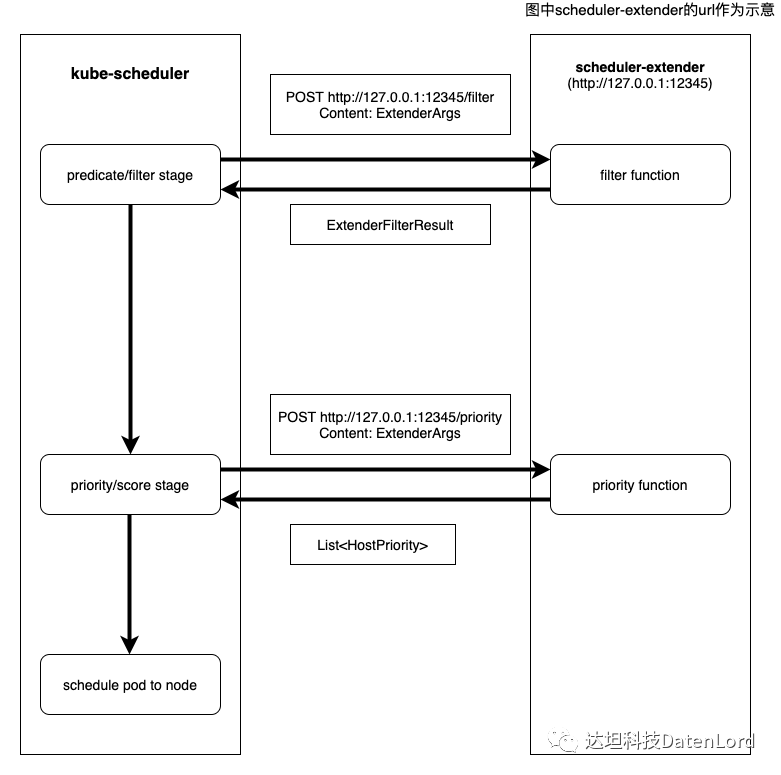 图中scheduler-extender的url作为示意
kube-scheduler
scheduler-extender
(http://127.0.0.1:12345)
POST http://127.0.0.1:12345/filter
Content: ExtenderArgs
predicate/filter stage
filter function
ExtenderFilterResult
POST http://127.0.0.1:12345/priority
Content: ExtenderArgs
priority/score stage
priority function
List<HostPriority>
schedule pod to node
达坦科技DatenLord